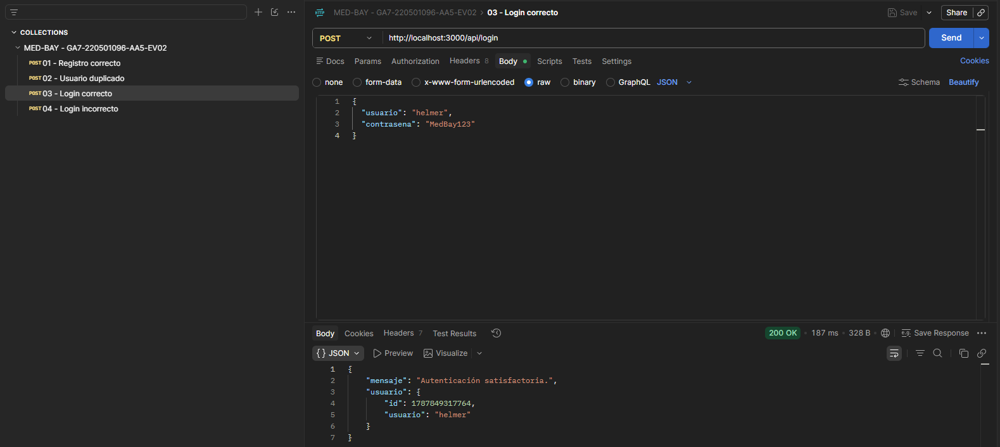 COLLECTIONS
MED-BAY - GA7-220501096-AA5-EV02
POST 01 - Registro correcto
POST 02 - Usuario duplicado
POST 03 - Login correcto
POST 04 - Login incorrecto
HTTP MED-BAY - GA7-220501096-AA5-EV02 > 03 - Login correcto
Save Share
POST http://localhost:3000/api/login Send
Docs Params Authorization Headers 8 Body Scripts Tests Settings Cookies
none form-data x-www-form-urlencoded raw binary GraphQL JSON Schema Beautify
1 {
2 "usuario": "helmer",
3 "contrasena": "MedBay123"
4 }
Body Cookies Headers 7 Test Results 200 OK • 187 ms • 328 B • e.g. Save Response
{} JSON Preview Visualize
1 {
2 "mensaje": "Autenticación satisfactoria.",
3 "usuario": {
4 "id": 1787849317764,
5 "usuario": "helmer"
6 }
7 }